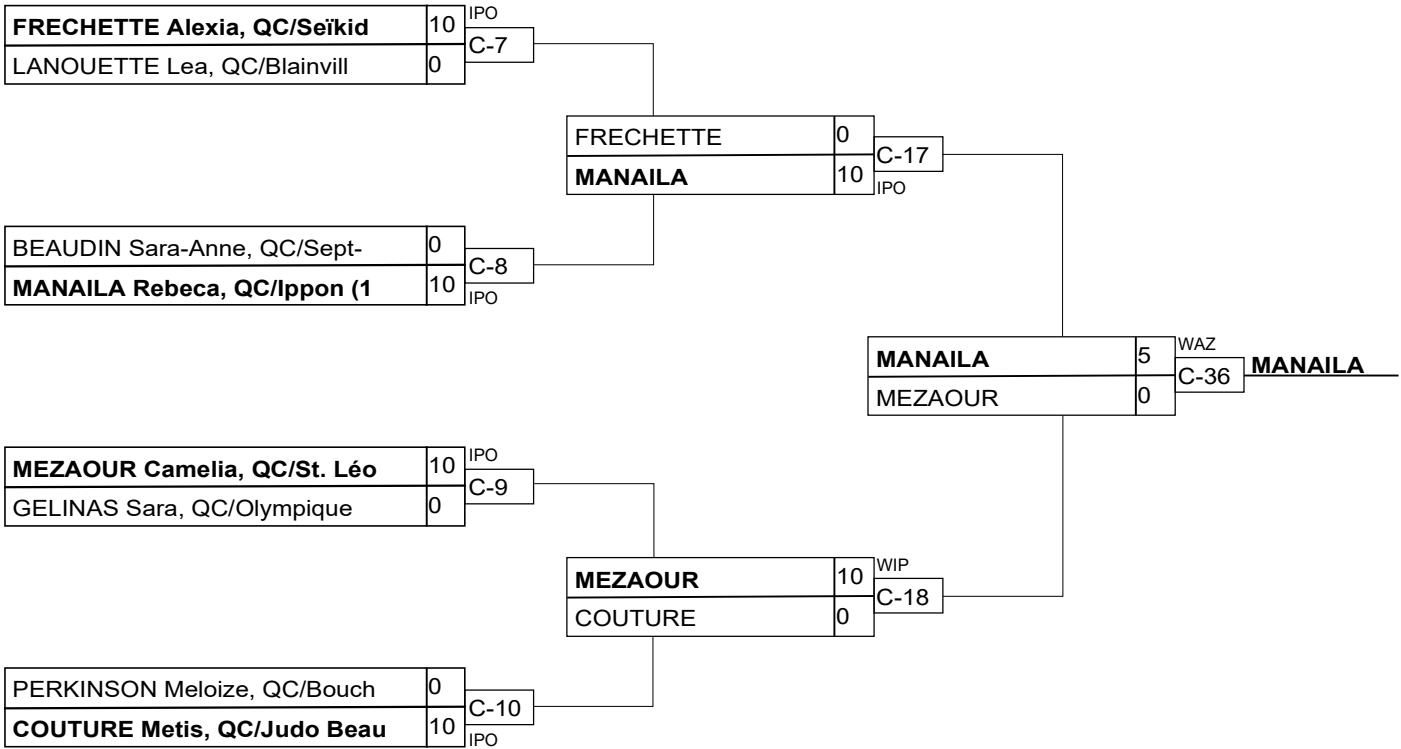 FRECHETTE Alexia, QC/Seïkid 10 IPO
C-7
LANOUETTE Lea, QC/Blainvill 0
FRECHETTE 0
C-17
MANAILA 10 IPO
BEAUDIN Sara-Anne, QC/Sept- 0
C-8
MANAILA Rebeca, QC/Ippon (1 10 IPO
MANAILA 5 WAZ
C-36 MANAILA
MEZAOUR 0
MEZAOUR Camelia, QC/St. Léo 10 IPO
C-9
GELINAS Sara, QC/Olympique 0
MEZAOUR 10 WIP
C-18
COUTURE 0
PERKINSON Meloize, QC/Bouch 0
C-10
COUTURE Metis, QC/Judo Beau 10 IPO